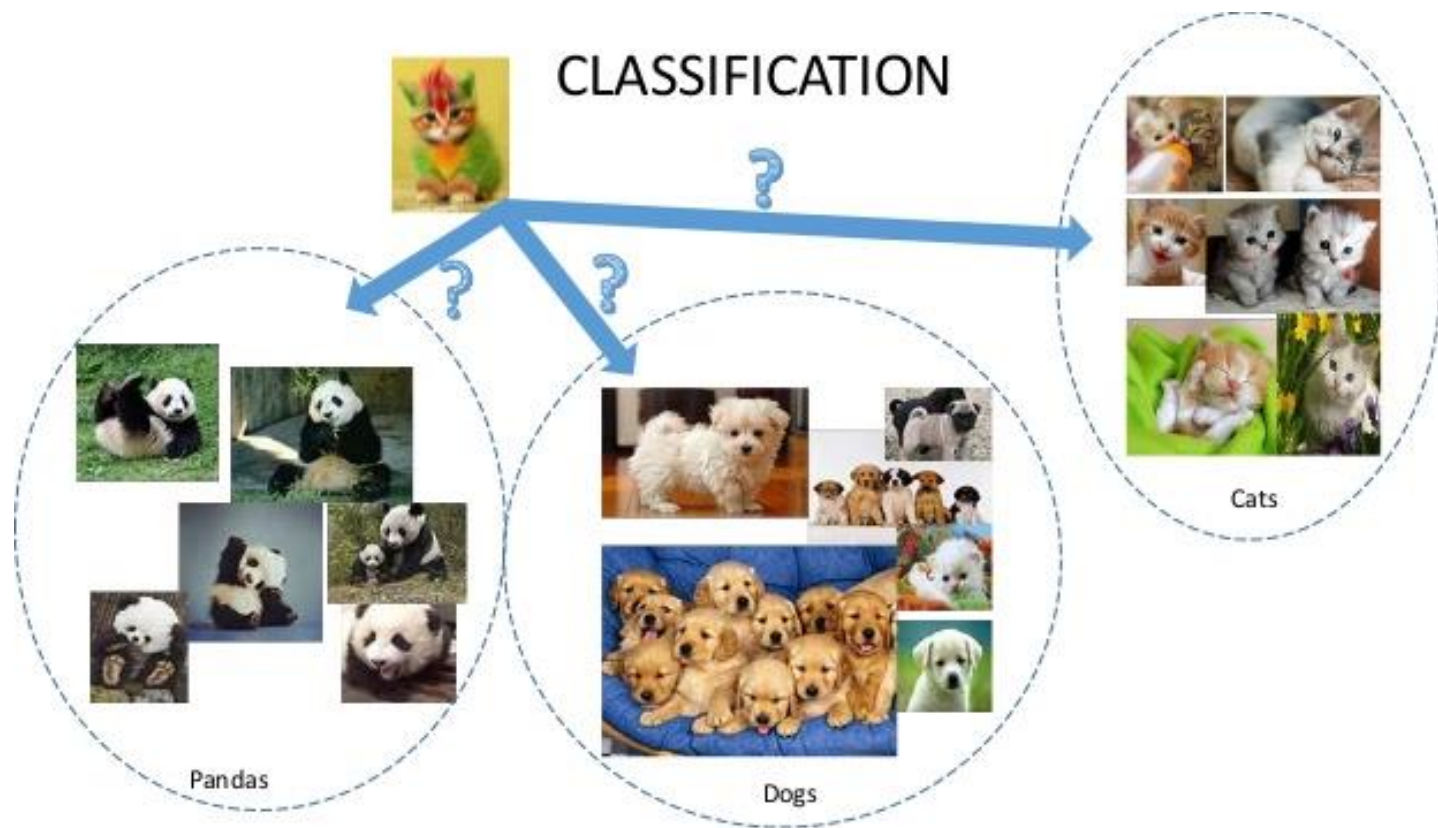 CLASSIFICATION
?
?
?
Cats
Pandas
Dogs